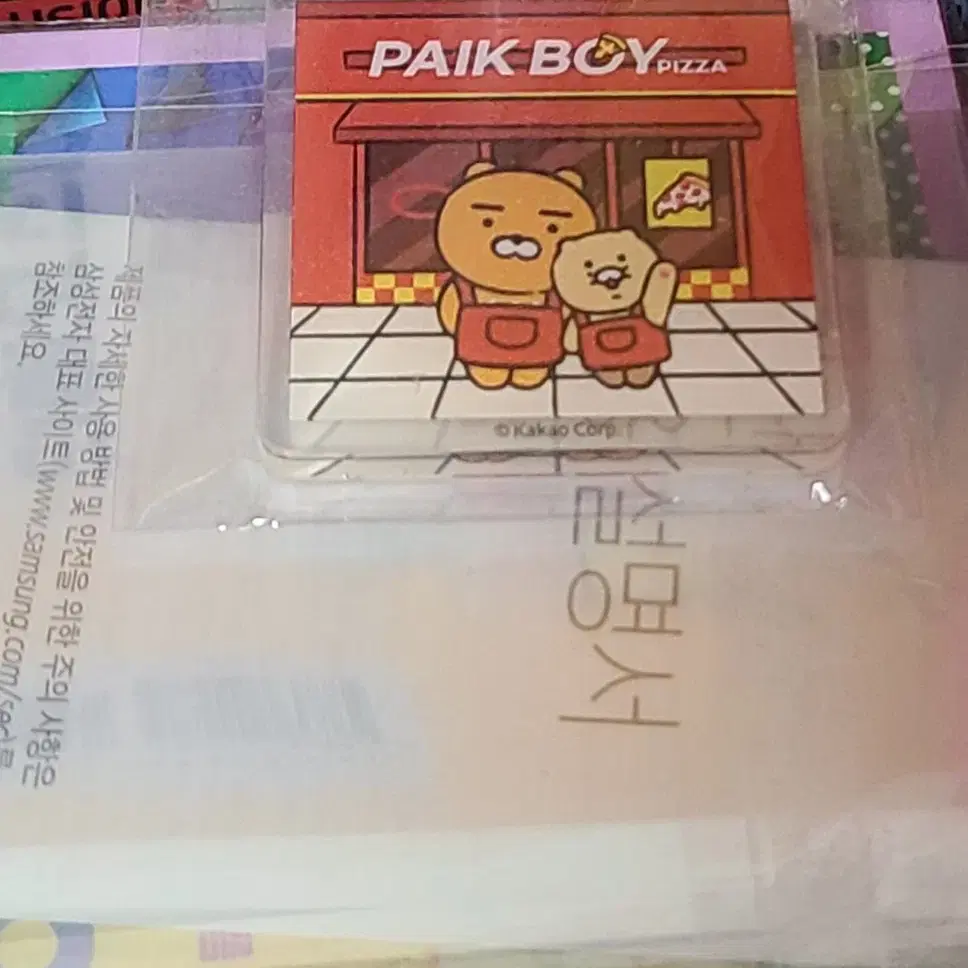 PAIK BOY PIZZA
© Kakao Corp.
제품의 자세한 사용 방법 및 안전을 위한 주의 사항은
삼성전자 대표 사이트(www.samsung.com/sec)를
참조하세요.
설명서